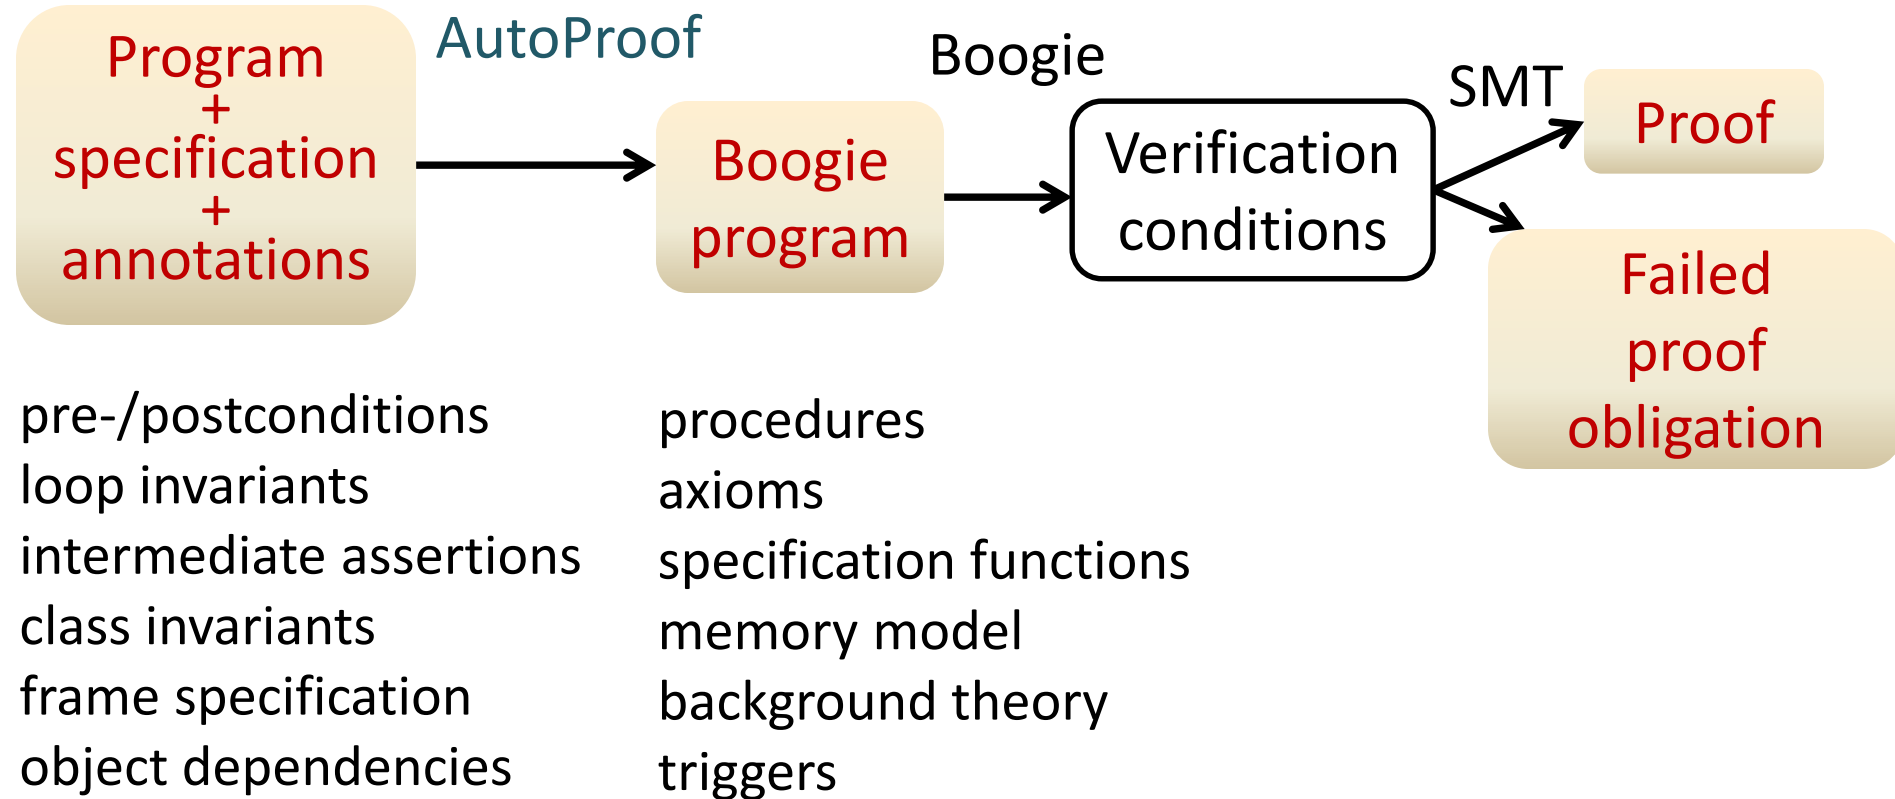 Program
+
specification
+
annotations
AutoProof
Boogie
program
Boogie
Verification
conditions
SMT
Proof
Failed
proof
obligation
pre-/postconditions
loop invariants
intermediate assertions
class invariants
frame specification
object dependencies
procedures
axioms
specification functions
memory model
background theory
triggers